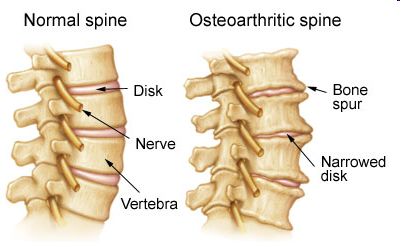 Normal spine
Osteoarthritic spine
Disk
Nerve
Vertebra
Bone
spur
Narrowed
disk